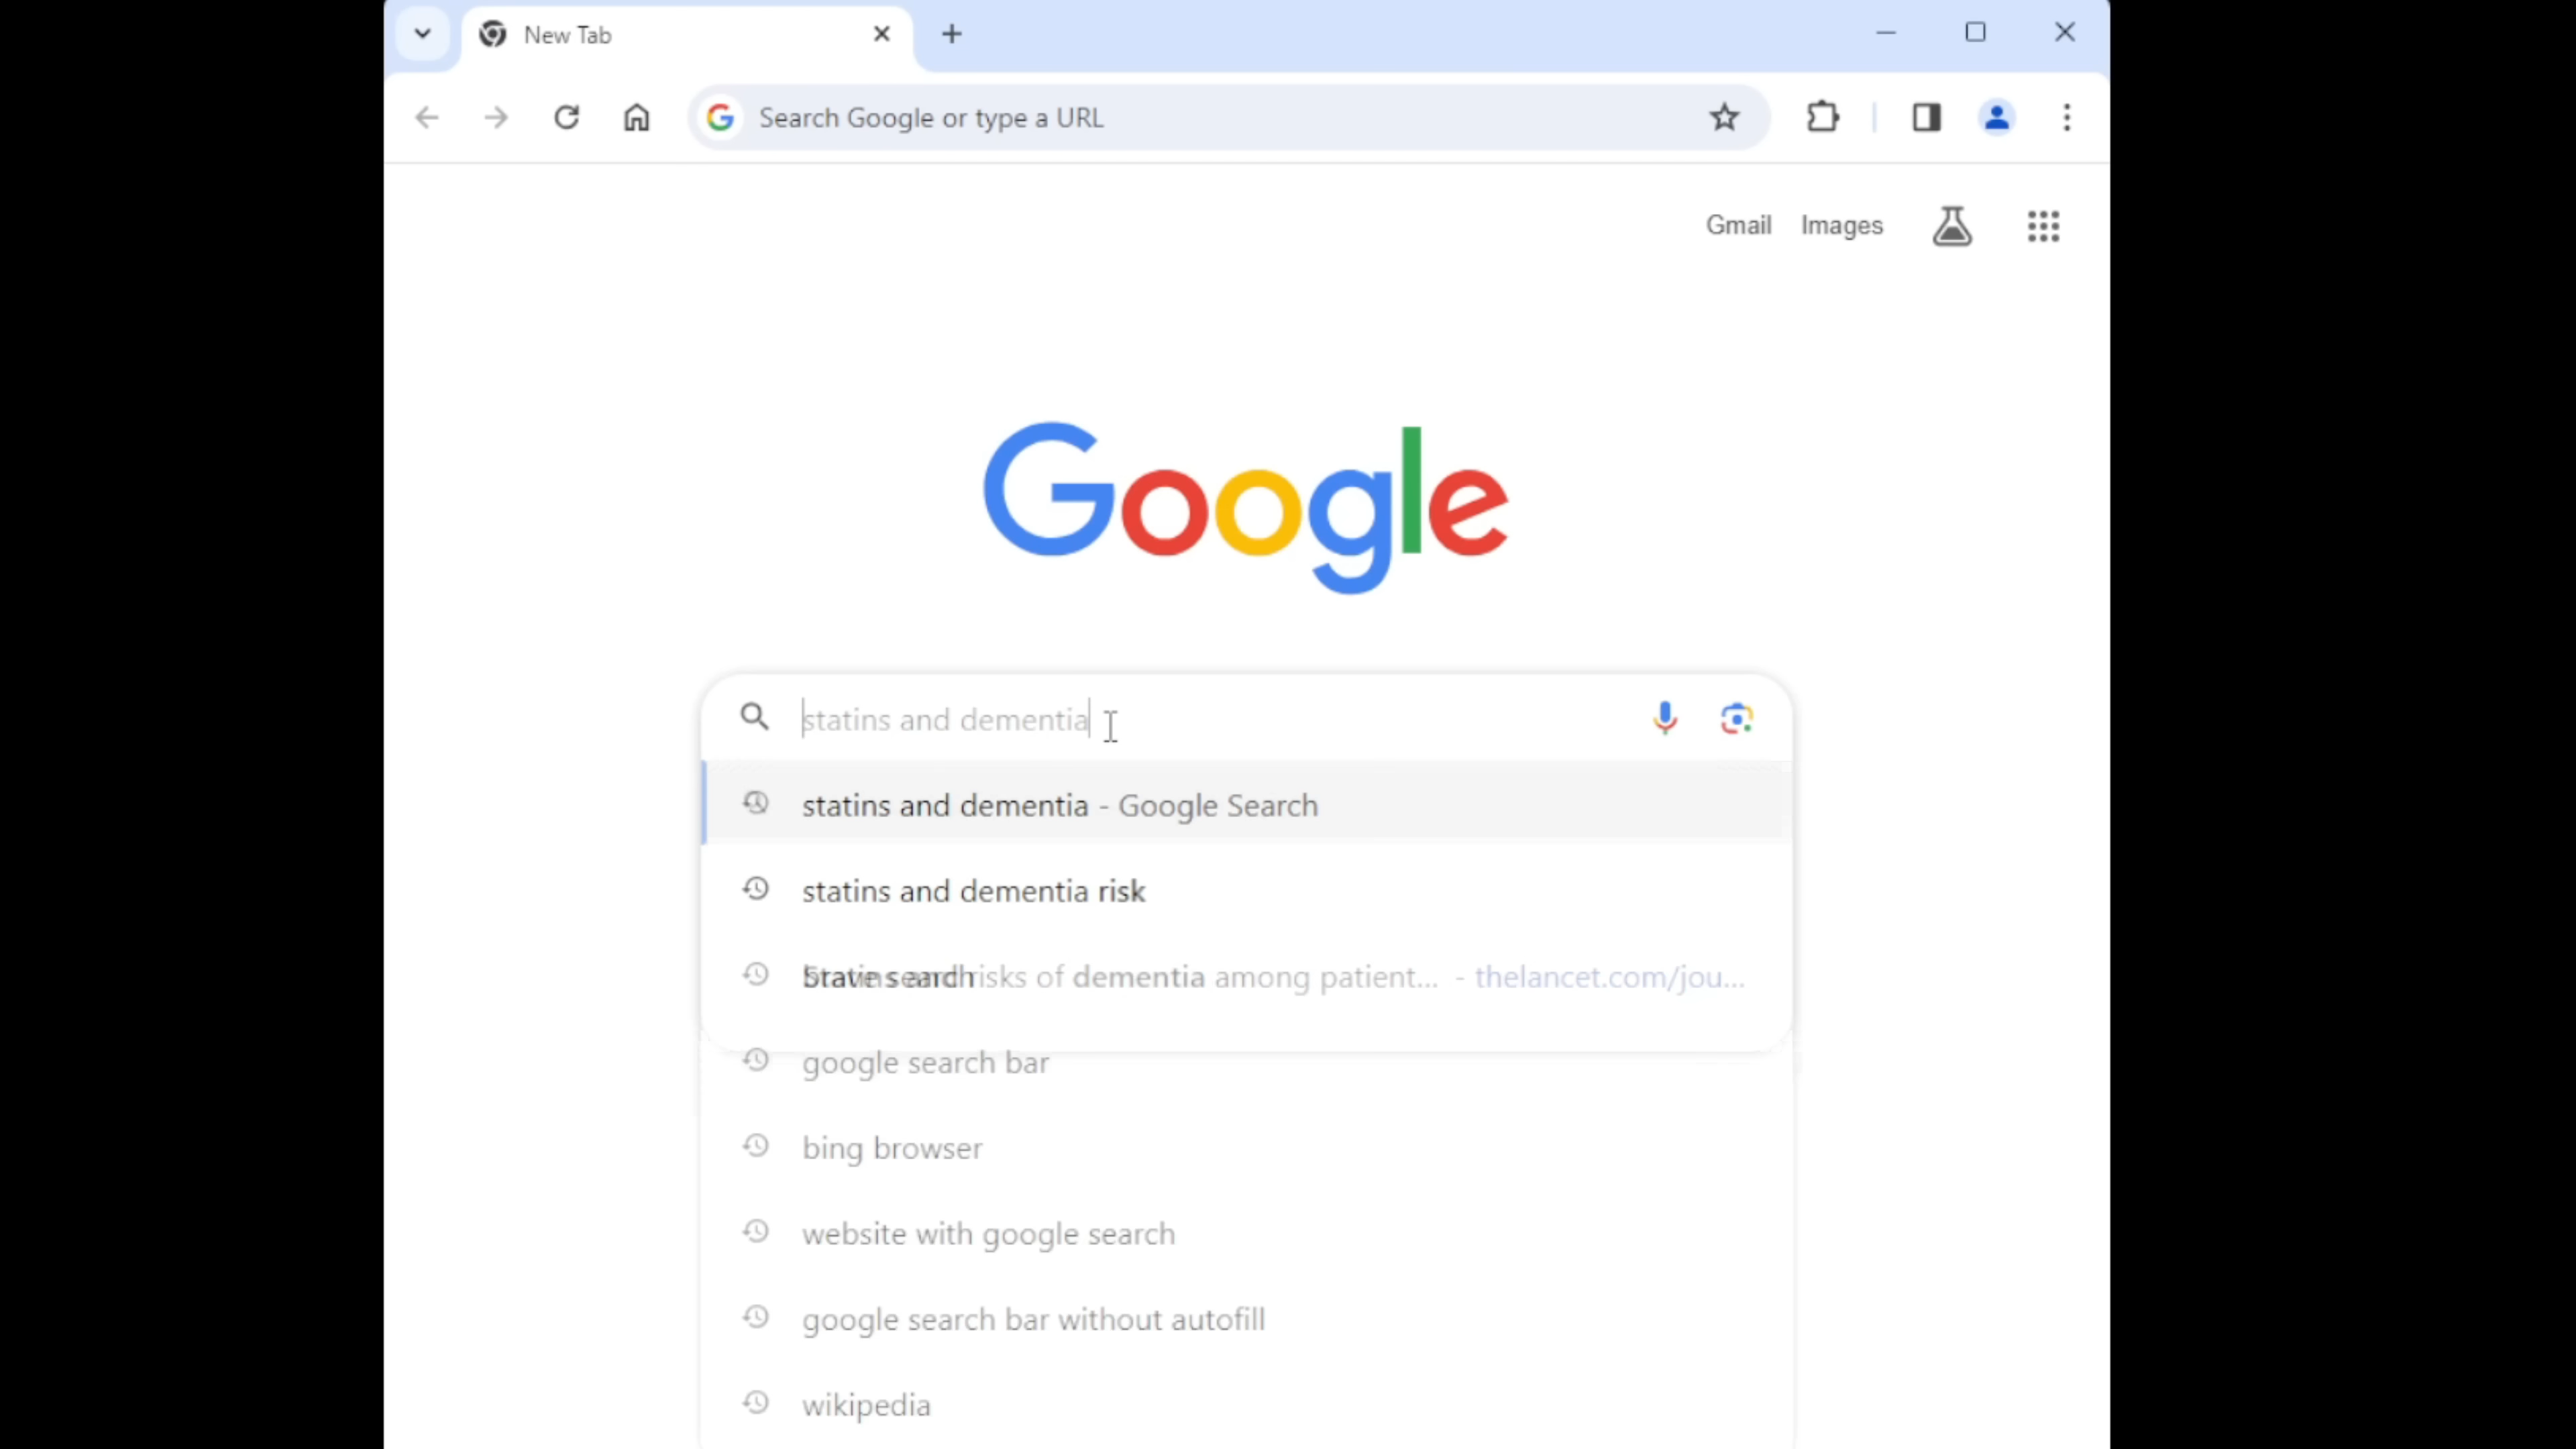 New Tab
Search Google or type a URL
Gmail Images
Google
statins and dementia
statins and dementia - Google Search
statins and dementia risk
risks of dementia among patient... - thelancet.com/jou...
google search bar
bing browser
website with google search
google search bar without autofill
wikipedia